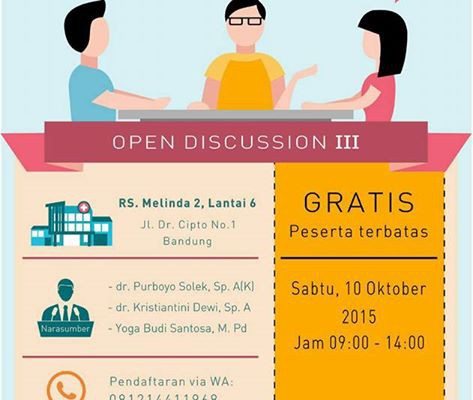 OPEN DISCUSSION III
RS. Melinda 2, Lantai 6
Jl. Dr. Cipto No.1
Bandung
Narasumber
- dr. Purboyo Solek, Sp. A(K)
- dr. Kristiantini Dewi, Sp. A
- Yoga Budi Santosa, M. Pd
Pendaftaran via WA:
081214611968
GRATIS
Peserta terbatas
Sabtu, 10 Oktober
2015
Jam 09:00 - 14:00